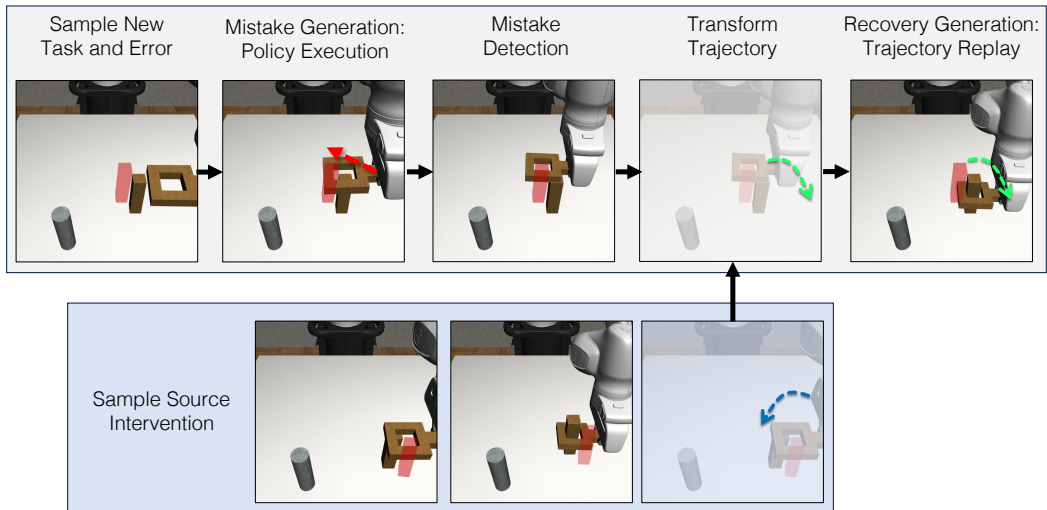 Sample New
Task and Error
Mistake Generation:
Policy Execution
Mistake
Detection
Transform
Trajectory
Recovery Generation:
Trajectory Replay
Sample Source
Intervention